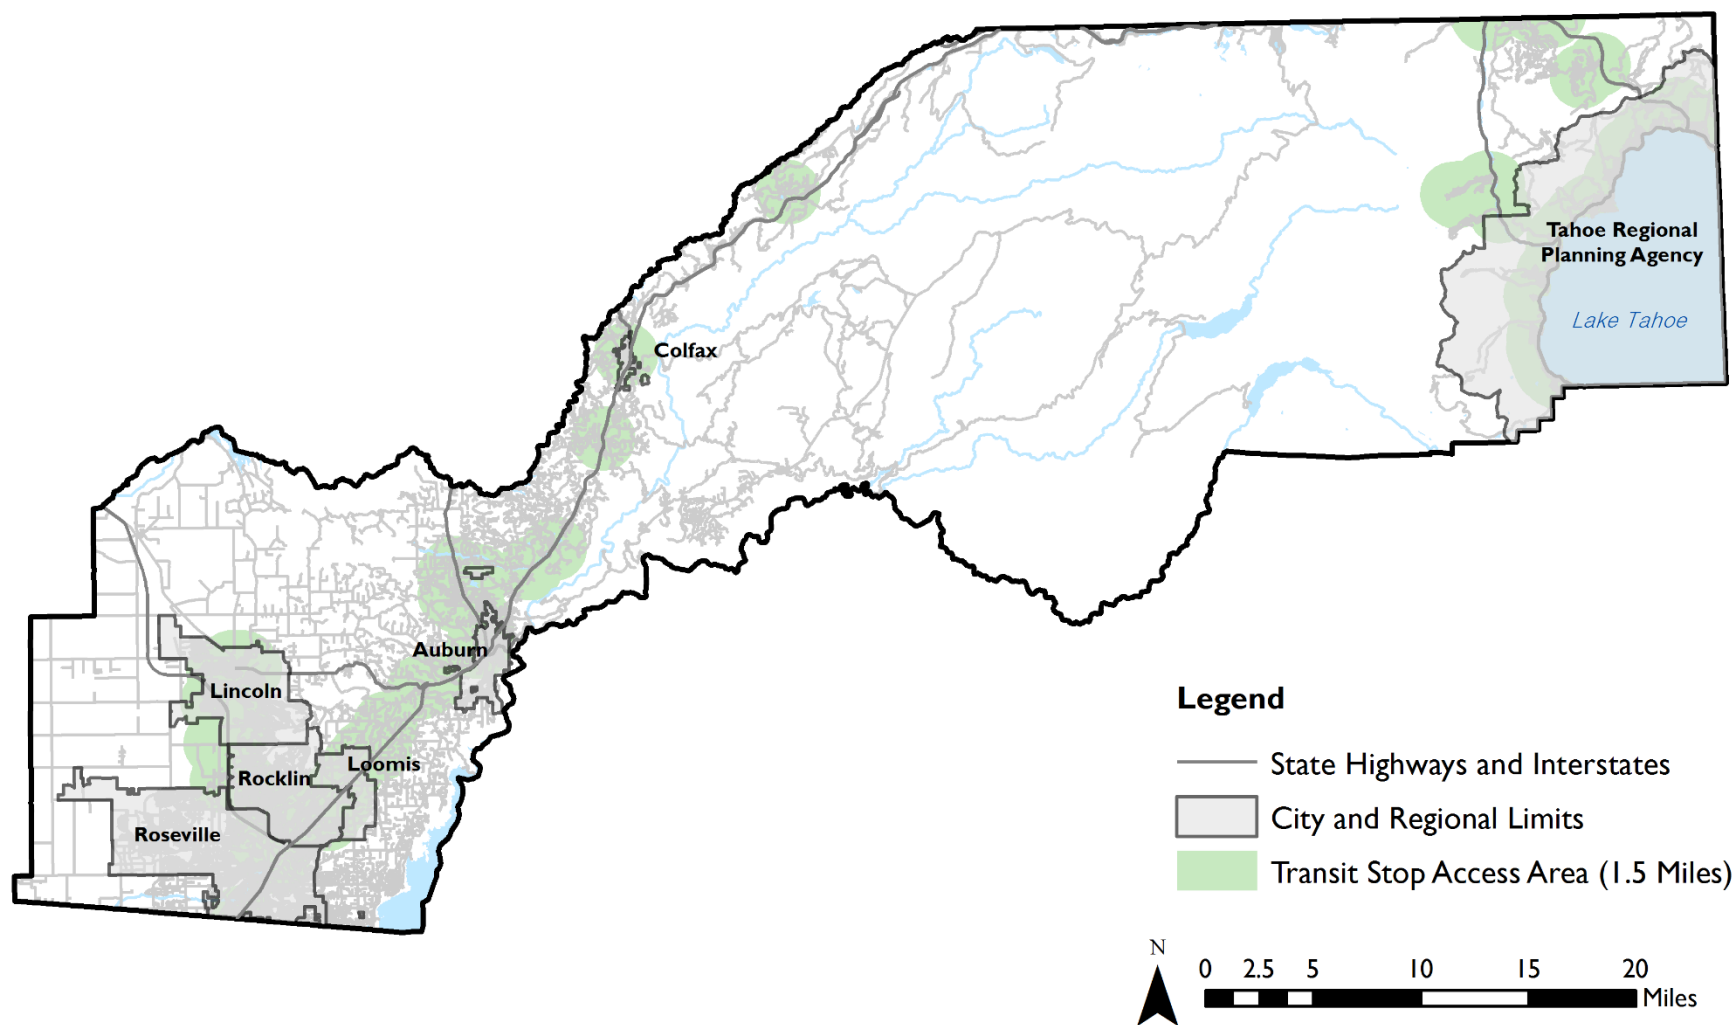 Tahoe Regional
Planning Agency
Lake Tahoe
Colfax
Auburn
Lincoln
Loomis
Rocklin
Roseville
Legend
State Highways and Interstates
City and Regional Limits
Transit Stop Access Area (1.5 Miles)
N
0 2.5 5 10 15 20
Miles